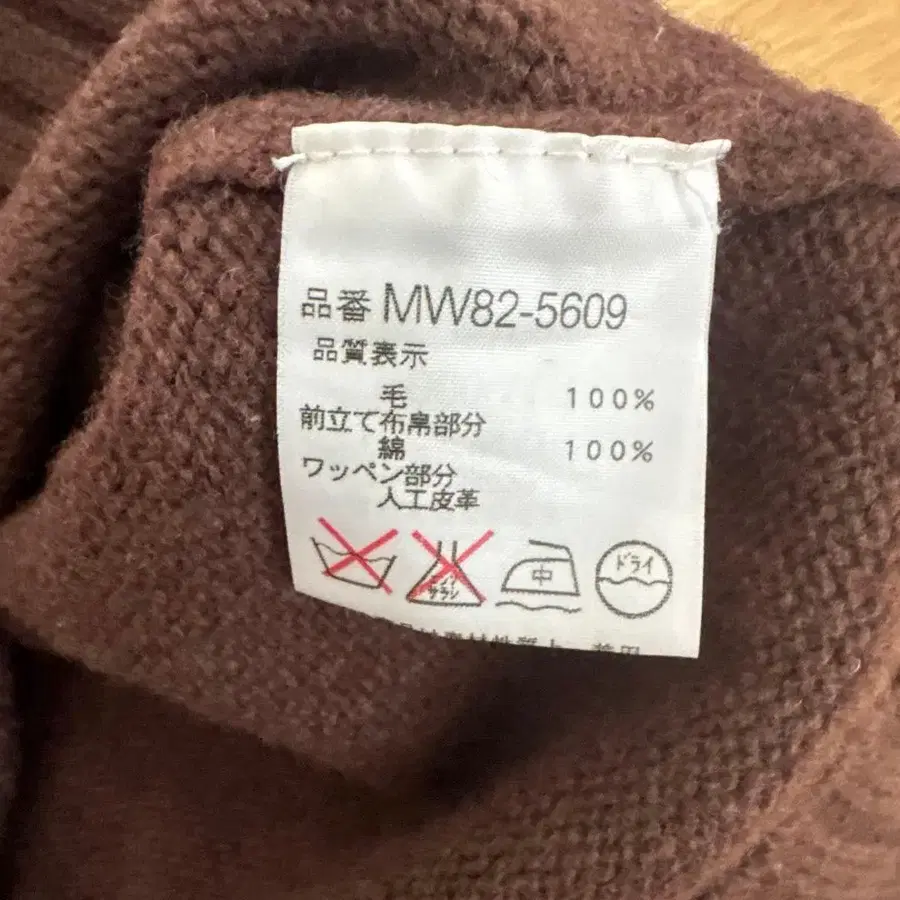 品番 MW82-5609
品質表示
毛 100%
前立て布帛部分
綿 100%
ワッペン部分
人工皮革
中 ドライ